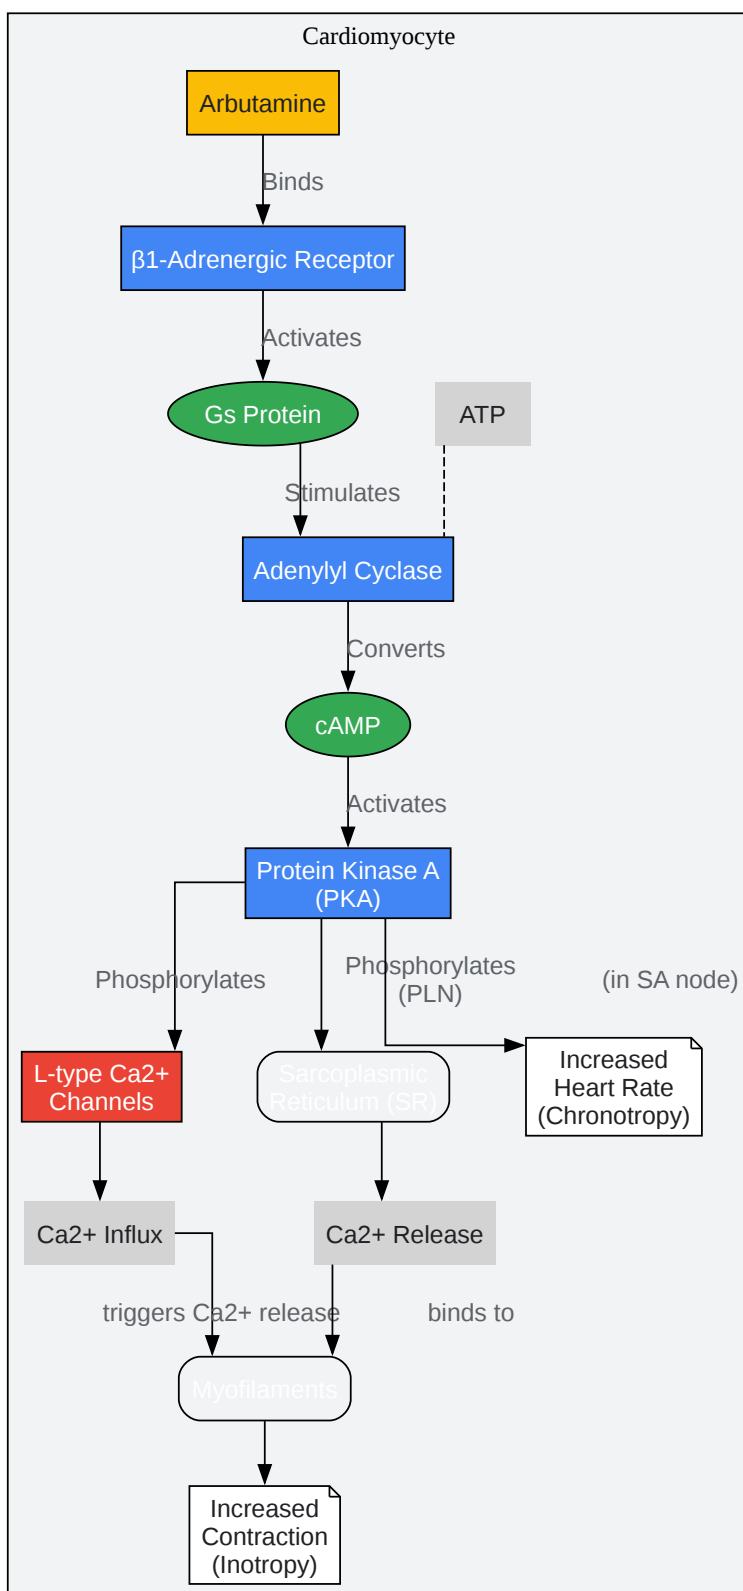 Cardiomyocyte
Arbutamine
Binds
β1-Adrenergic Receptor
Activates
Gs Protein
ATP
Stimulates
Adenylyl Cyclase
Converts
cAMP
Activates
Protein Kinase A
(PKA)
Phosphorylates
Phosphorylates
(PLN)
(in SA node)
L-type Ca2+
Channels
Sarcoplasmic
Reticulum (SR)
Increased
Heart Rate
(Chronotropy)
Ca2+ Influx
Ca2+ Release
triggers Ca2+ release
binds to
Myofilaments
Increased
Contraction
(Inotropy)